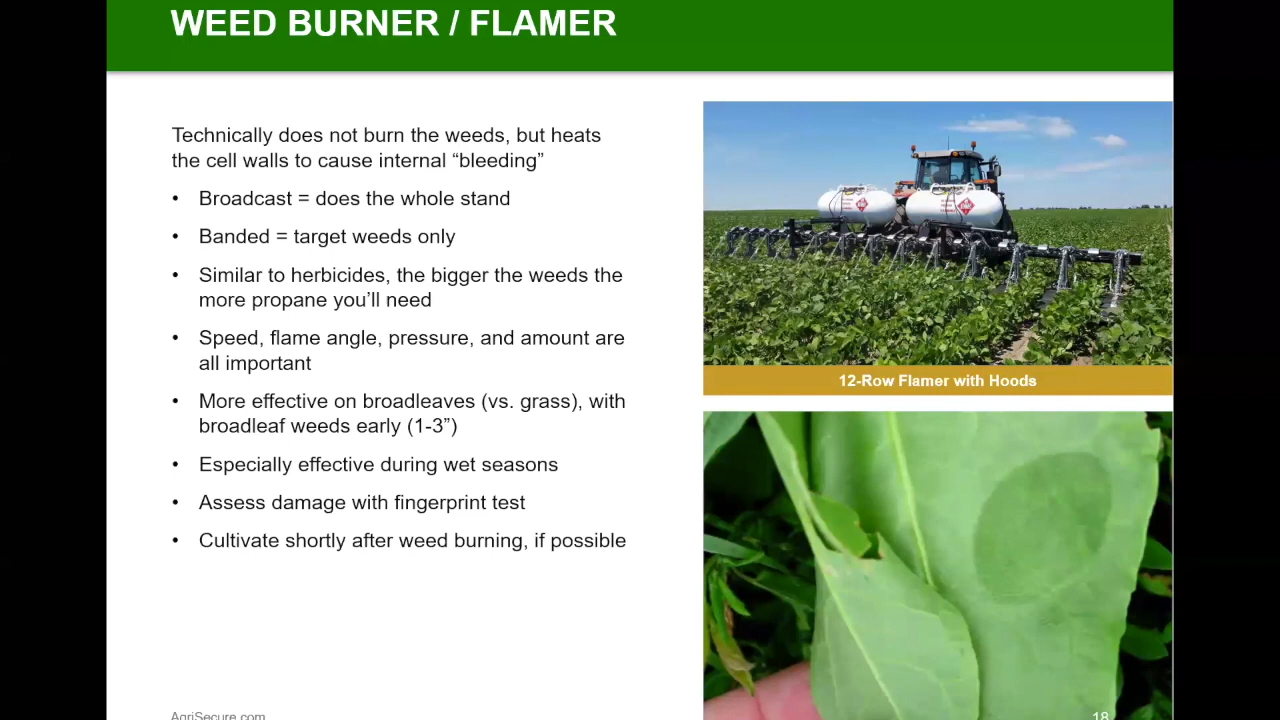 WEED BURNER / FLAMER
Technically does not burn the weeds, but heats
the cell walls to cause internal “bleeding”
• Broadcast = does the whole stand
• Banded = target weeds only
• Similar to herbicides, the bigger the weeds the
more propane you’ll need
• Speed, flame angle, pressure, and amount are
all important
• More effective on broadleaves (vs. grass), with
broadleaf weeds early (1-3”)
• Especially effective during wet seasons
• Assess damage with fingerprint test
• Cultivate shortly after weed burning, if possible
12-Row Flamer with Hoods
AgriSecure.com
18